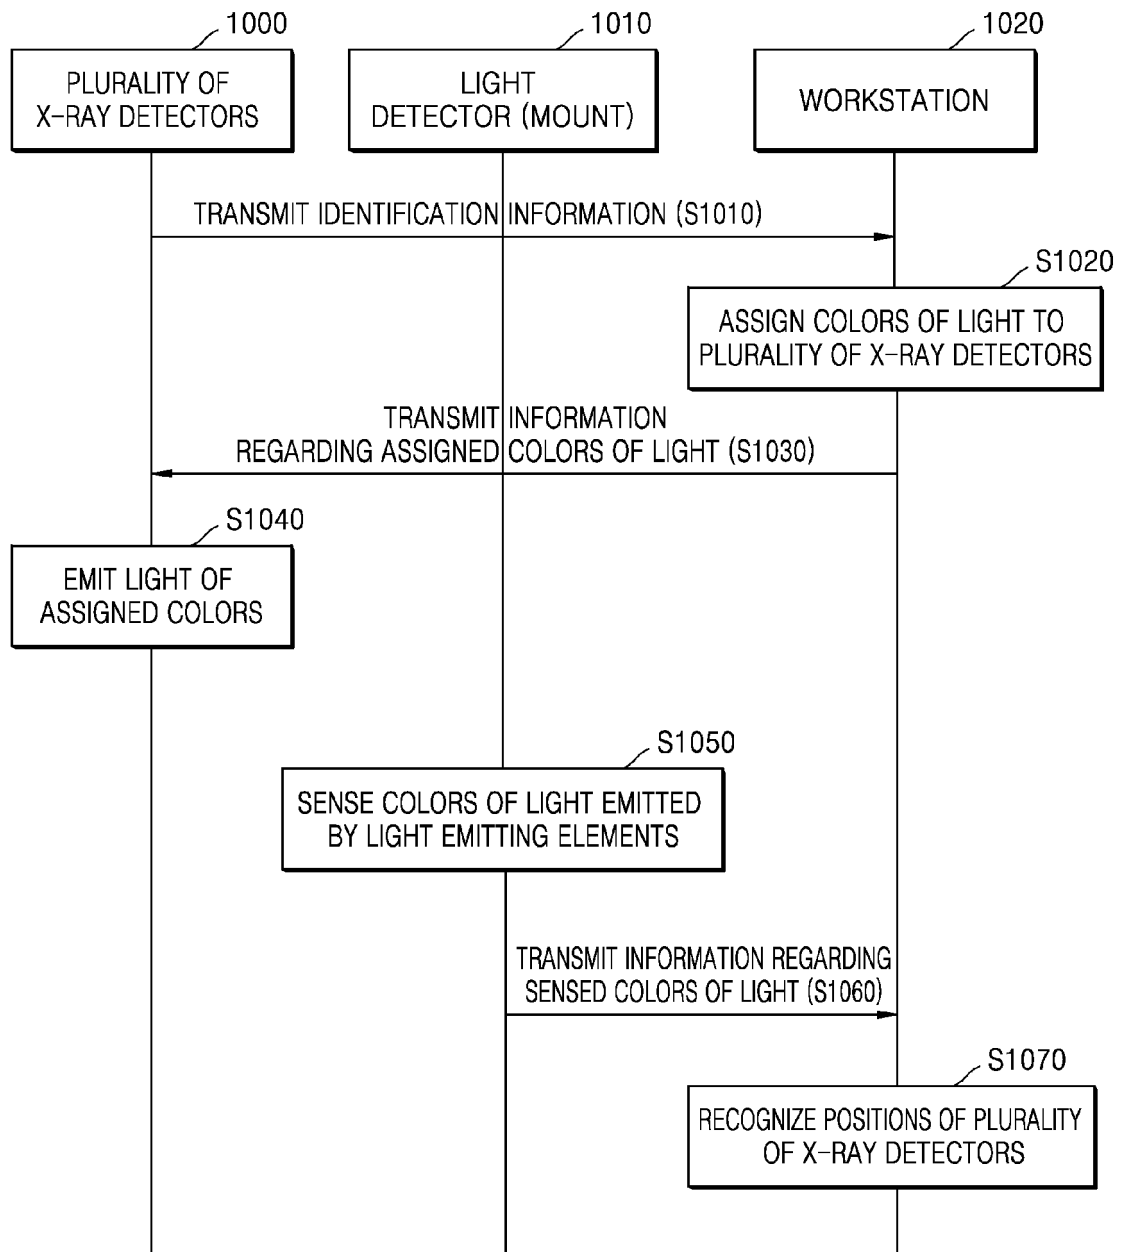 1000
1010
1020
PLURALITY OF
X-RAY DETECTORS
LIGHT
DETECTOR (MOUNT)
WORKSTATION
TRANSMIT IDENTIFICATION INFORMATION (S1010)
S1020
ASSIGN COLORS OF LIGHT TO
PLURALITY OF X-RAY DETECTORS
TRANSMIT INFORMATION
REGARDING ASSIGNED COLORS OF LIGHT (S1030)
S1040
EMIT LIGHT OF
ASSIGNED COLORS
S1050
SENSE COLORS OF LIGHT EMITTED
BY LIGHT EMITTING ELEMENTS
TRANSMIT INFORMATION REGARDING
SENSED COLORS OF LIGHT (S1060)
S1070
RECOGNIZE POSITIONS OF PLURALITY
OF X-RAY DETECTORS